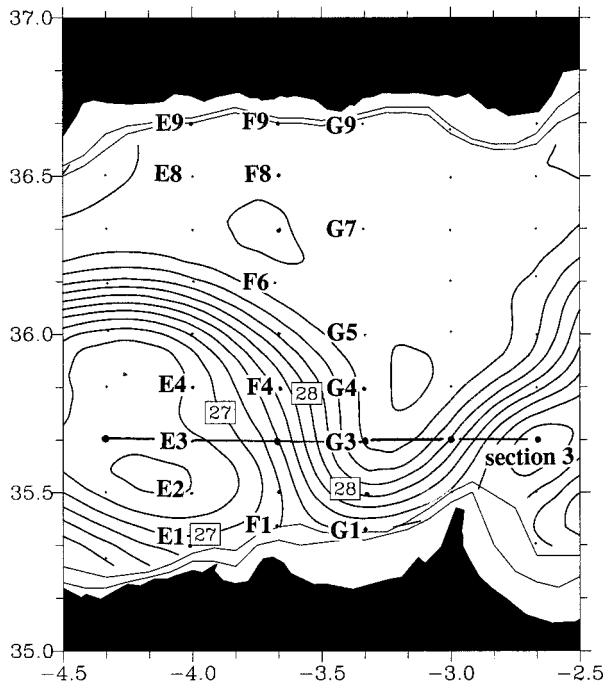 37.0
E9 F9 G9
36.5
E8 F8
G7
F6
36.0
G5
E4 F4 28 G4
27
E3 G3
section 3
35.5
E2 28
E1 27 F1 G1
35.0
-4.5 -4.0 -3.5 -3.0 -2.5